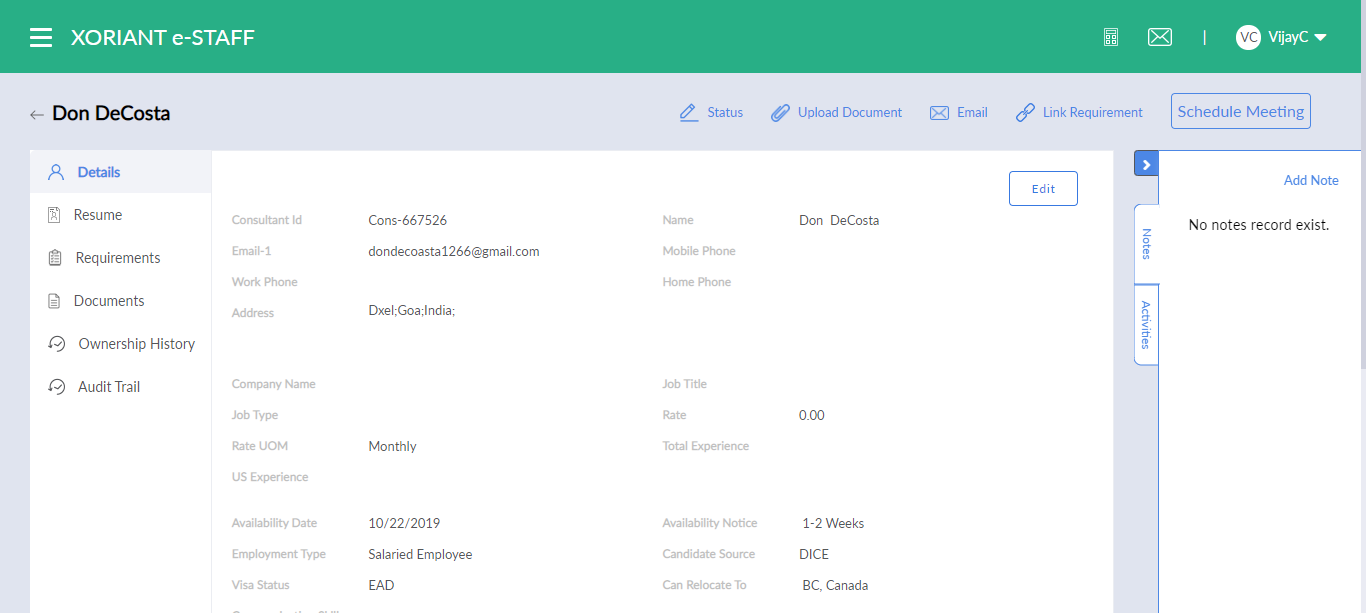 XORIANT e-STAFF
| VC VijayC
Don DeCosta
Status Upload Document Email Link Requirement Schedule Meeting
Details
Resume
Requirements
Documents
Ownership History
Audit Trail
Edit
Consultant Id Cons-667526 Name Don DeCosta
Email-1 dondecoasta1266@gmail.com Mobile Phone
Work Phone Home Phone
Address Dxel;Goa;India;
Company Name Job Title
Job Type Rate 0.00
Rate UOM Monthly Total Experience
US Experience
Availability Date 10/22/2019 Availability Notice 1-2 Weeks
Employment Type Salaried Employee Candidate Source DICE
Visa Status EAD Can Relocate To BC, Canada
Add Note
No notes record exist.
Notes
Activities